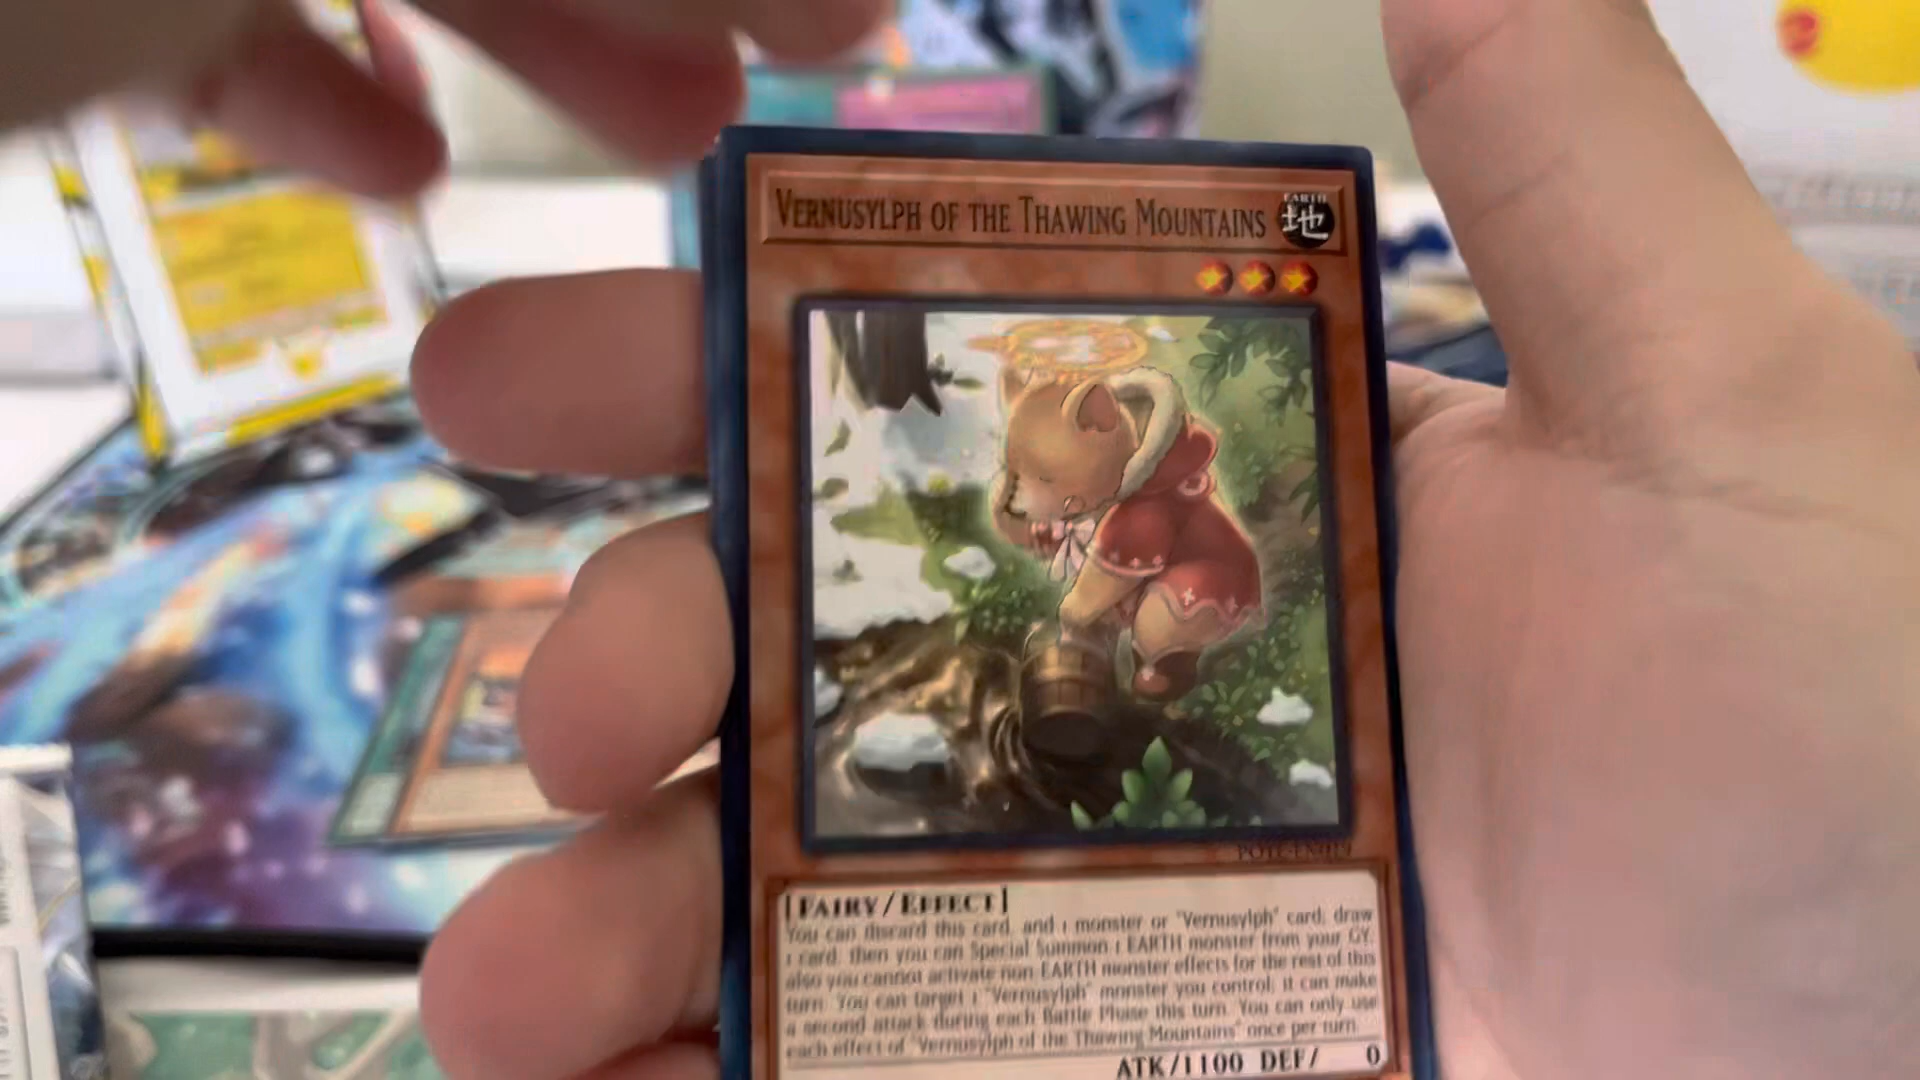 VERNUSYLPH OF THE THAWING MOUNTAINS
EARTH
地
POTE-EN019
[FAIRY/EFFECT]
You can discard this card, and 1 monster or "Vernusylph" card; draw
1 card, then you can Special Summon 1 EARTH monster from your GY,
also you cannot activate non EARTH monster effects for the rest of this
turn. You can target 1 "Vernusylph" monster you control; it can make
a second attack during each Battle Phase this turn. You can only use
each effect of "Vernusylph of the Thawing Mountains" once per turn.
ATK/1100 DEF/ 0